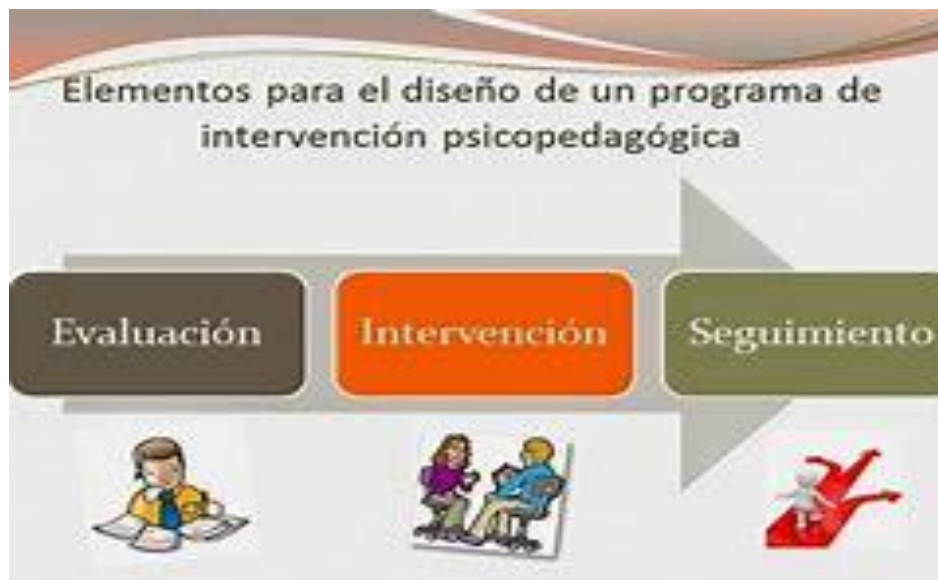 Elementos para el diseño de un programa de
intervención psicopedagógica
Evaluación
Intervención
Seguimiento